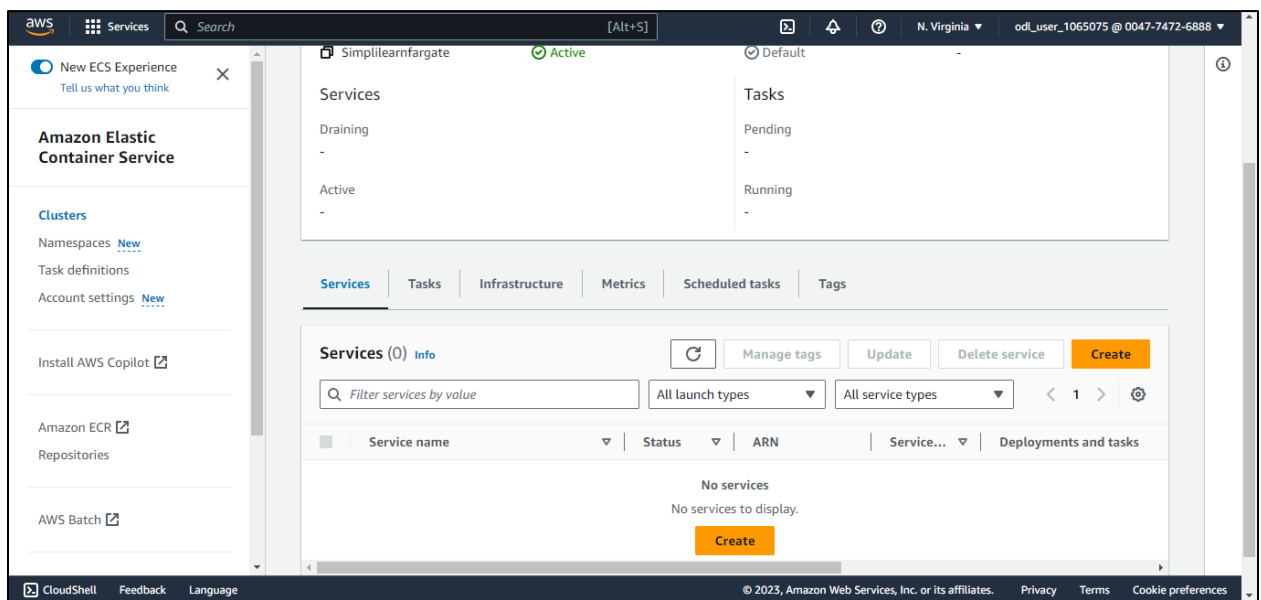 aws Services Search [Alt+S] N. Virginia odl_user_1065075 @ 0047-7472-6888
New ECS Experience
Tell us what you think
Amazon Elastic
Container Service
Clusters
Namespaces New
Task definitions
Account settings New
Install AWS Copilot
Amazon ECR
Repositories
AWS Batch
Simplilearnfargate Active Default -
Services Tasks
Draining Pending
- -
Active Running
- -
Services Tasks Infrastructure Metrics Scheduled tasks Tags
Services (0) Info Manage tags Update Delete service Create
Filter services by value All launch types All service types 1
Service name Status ARN Service... Deployments and tasks
No services
No services to display.
Create
CloudShell Feedback Language © 2023, Amazon Web Services, Inc. or its affiliates. Privacy Terms Cookie preferences